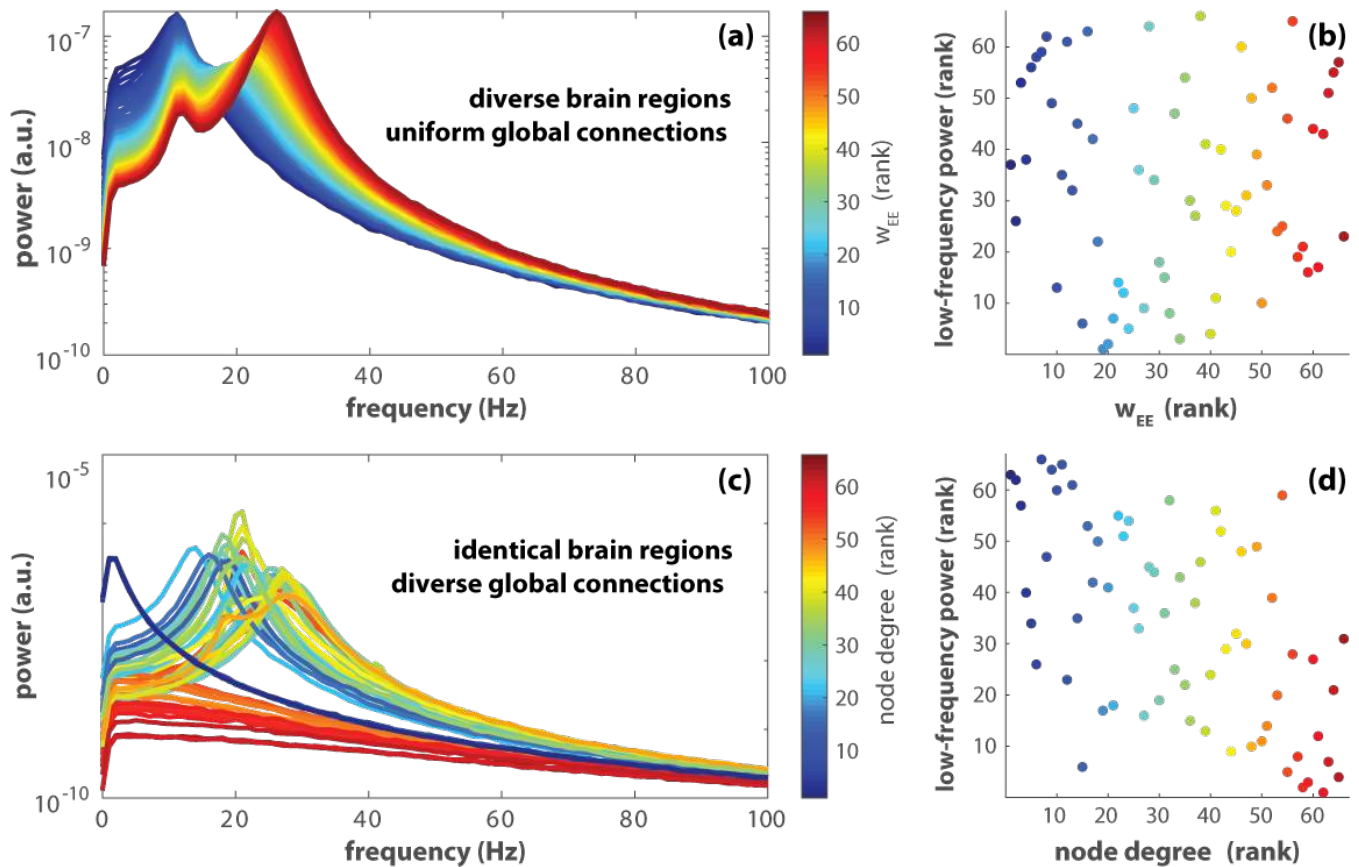 (a)
diverse brain regions
uniform global connections
power (a.u.)
10-7
10-8
10-9
10-10
0 20 40 60 80 100
frequency (Hz)
60
50
40
30
20
10
wEE (rank)
(b)
low-frequency power (rank)
60
50
40
30
20
10
10 20 30 40 50 60
wEE (rank)
(c)
identical brain regions
diverse global connections
power (a.u.)
10-5
10-10
0 20 40 60 80 100
frequency (Hz)
60
50
40
30
20
10
node degree (rank)
(d)
low-frequency power (rank)
60
50
40
30
20
10
10 20 30 40 50 60
node degree (rank)